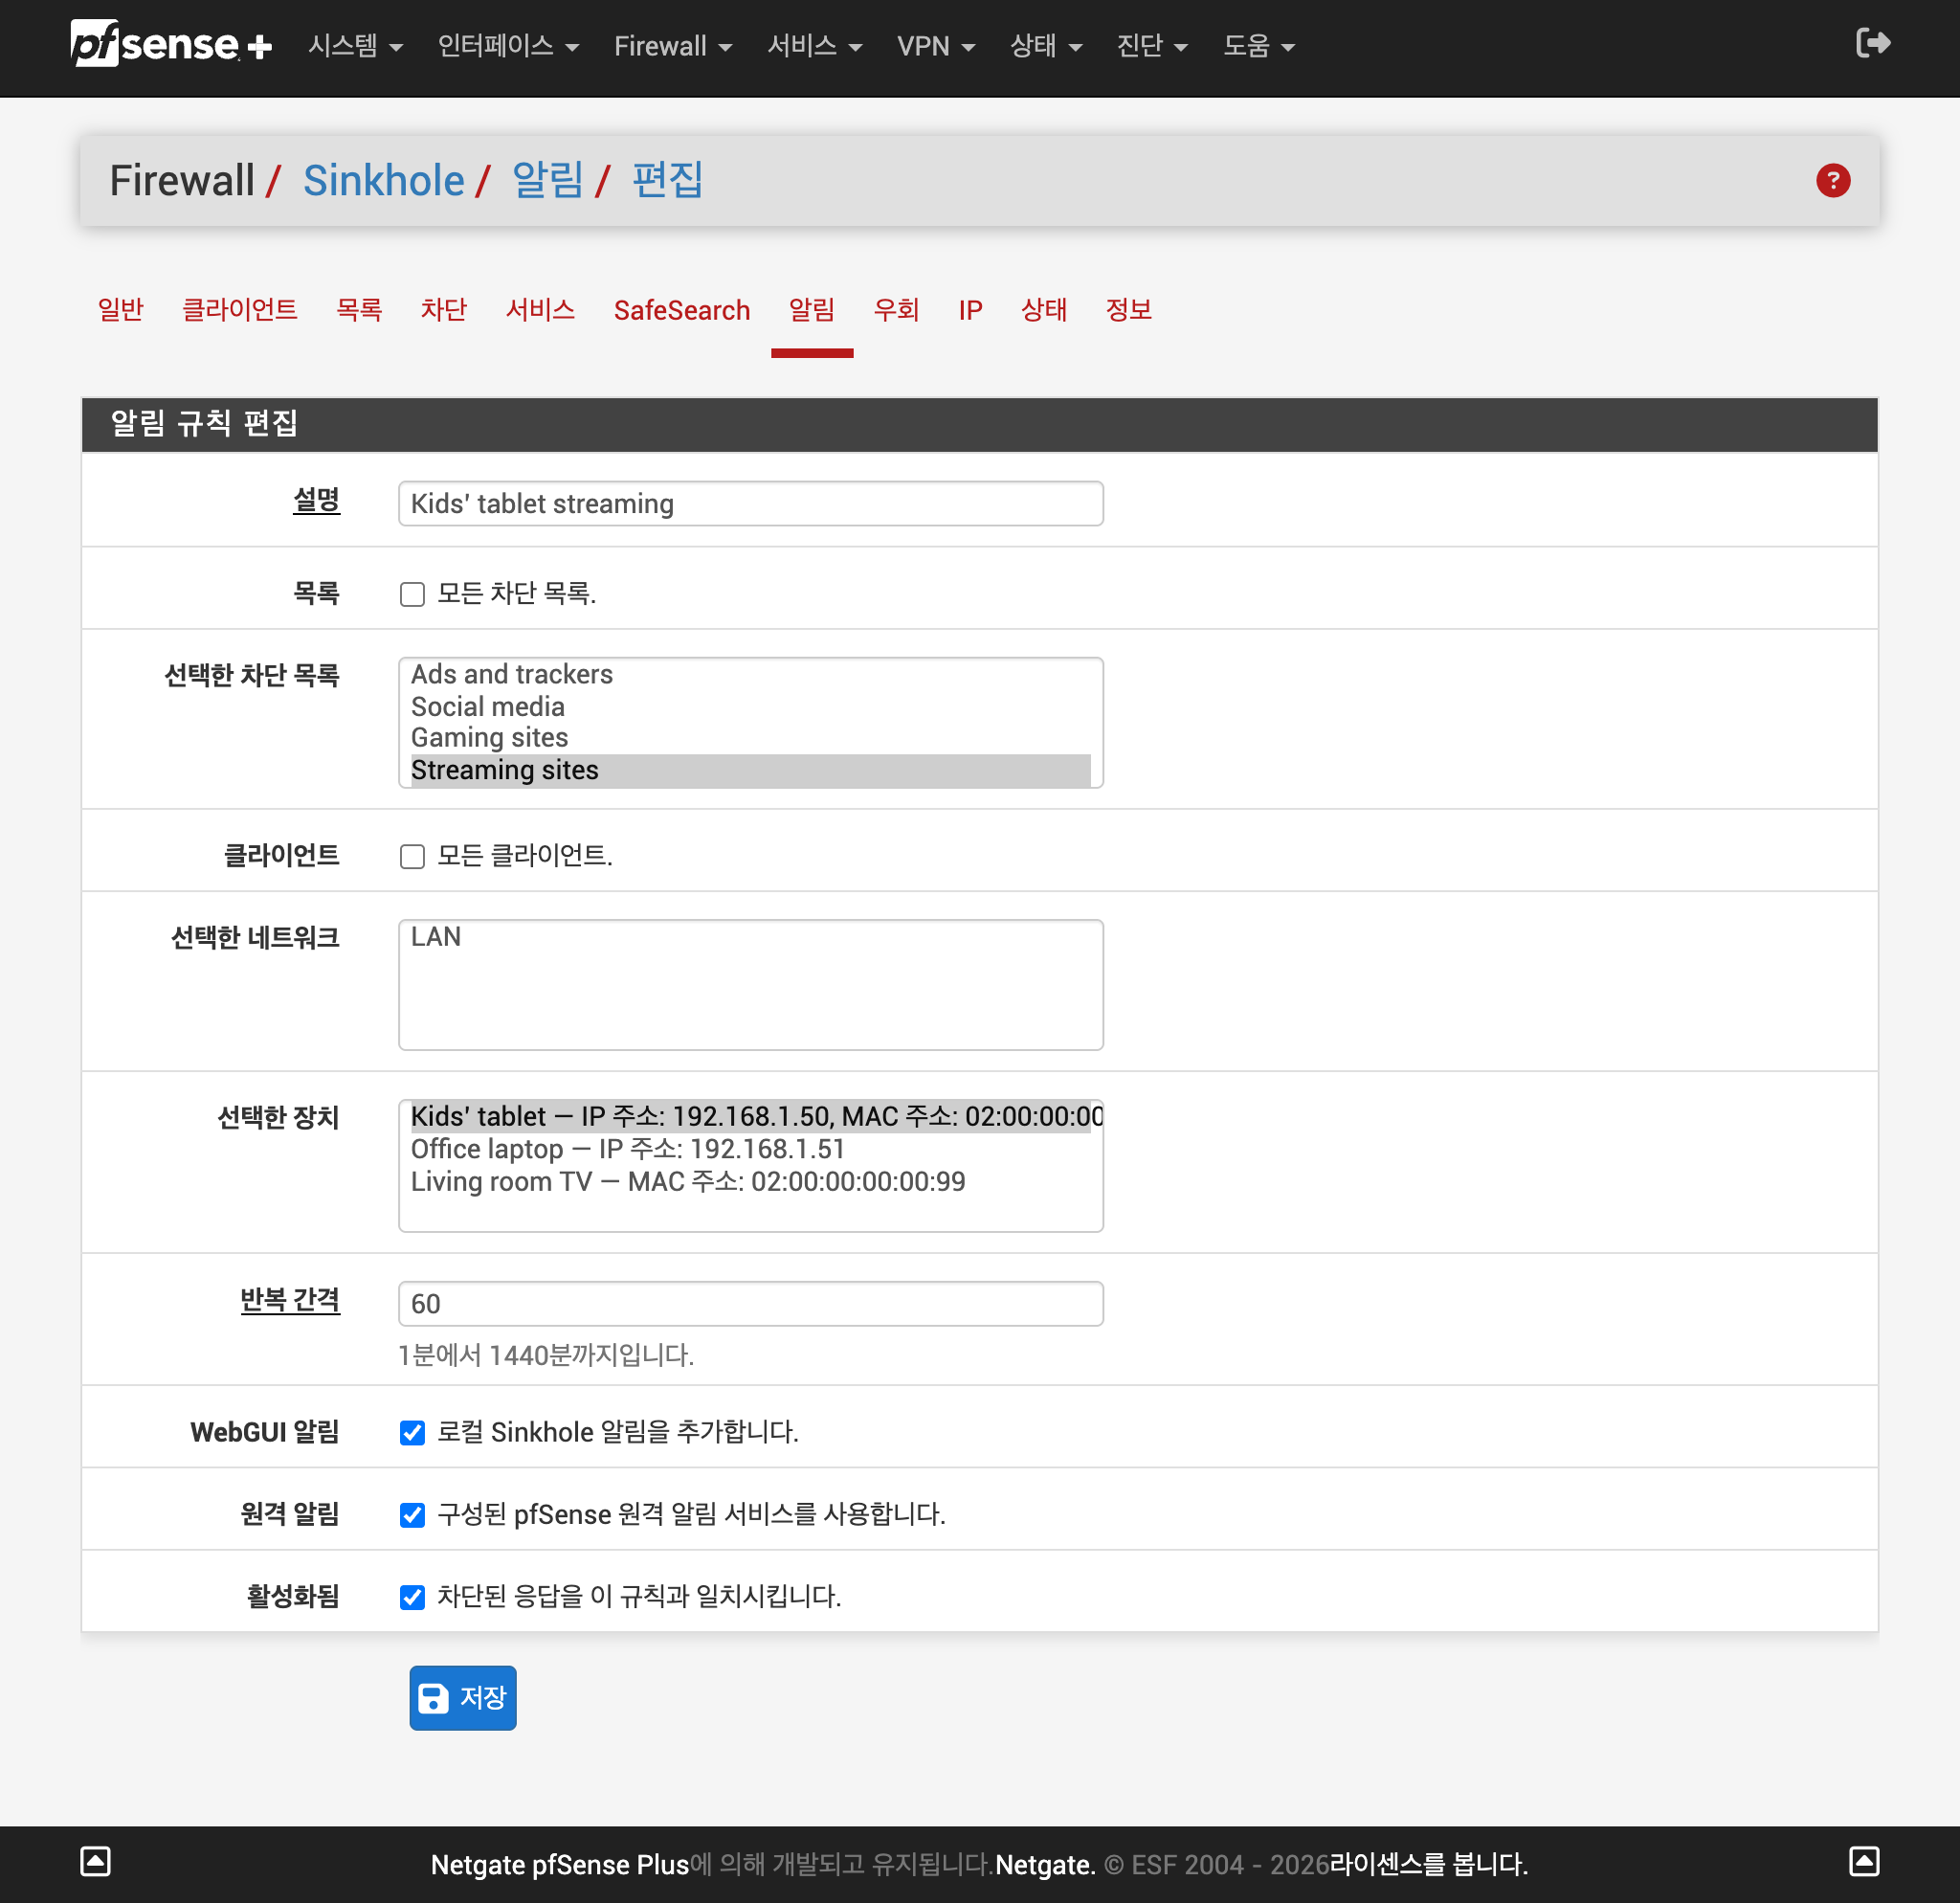 pfsense+ 시스템 인터페이스 Firewall 서비스 VPN 상태 진단 도움
Firewall / Sinkhole / 알림 / 편집
일반 클라이언트 목록 차단 서비스 SafeSearch 알림 우회 IP 상태 정보
알림 규칙 편집
설명 Kids' tablet streaming
목록 모든 차단 목록.
선택한 차단 목록 Ads and trackers
Social media
Gaming sites
Streaming sites
클라이언트 모든 클라이언트.
선택한 네트워크 LAN
선택한 장치 Kids' tablet — IP 주소: 192.168.1.50, MAC 주소: 02:00:00:00
Office laptop — IP 주소: 192.168.1.51
Living room TV — MAC 주소: 02:00:00:00:00:99
반복 간격 60
1분에서 1440분까지입니다.
WebGUI 알림 로컬 Sinkhole 알림을 추가합니다.
원격 알림 구성된 pfSense 원격 알림 서비스를 사용합니다.
활성화됨 차단된 응답을 이 규칙과 일치시킵니다.
저장
Netgate pfSense Plus에 의해 개발되고 유지됩니다.Netgate. © ESF 2004 - 2026라이센스를 봅니다.